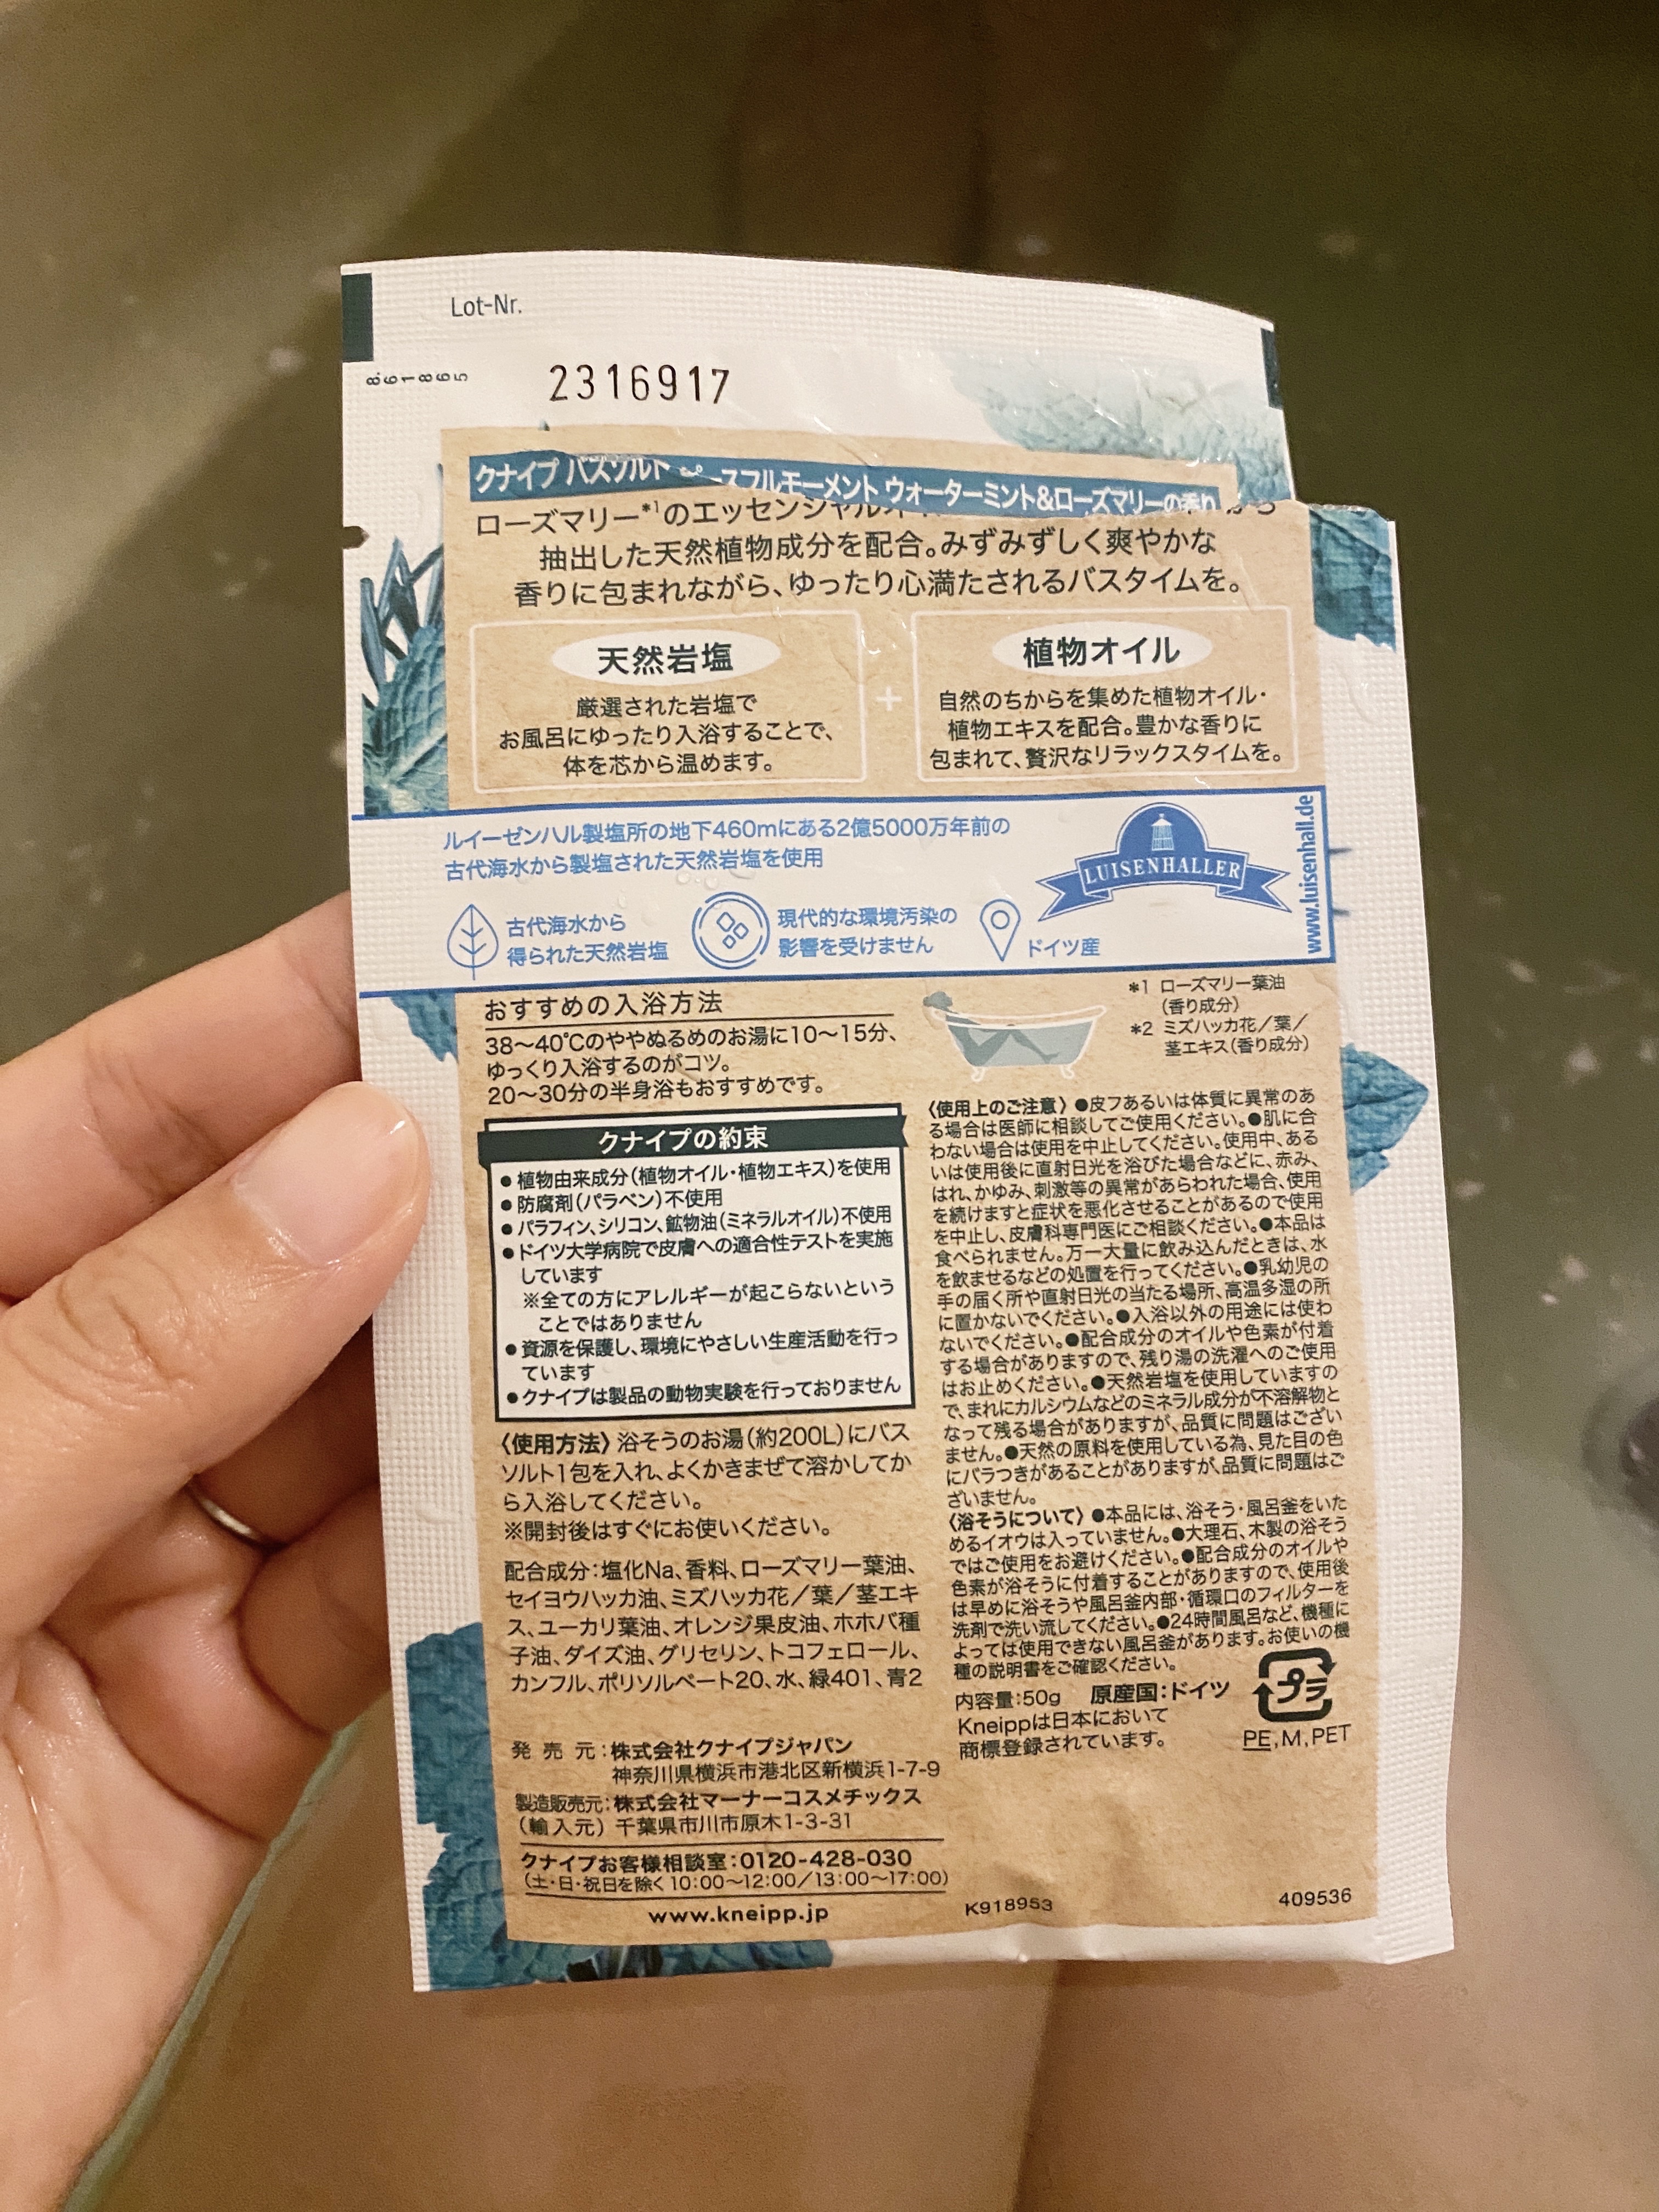 Lot-Nr.
861865
2316917
クナイプ バスソルト ースフルモーメント ウォーターミント&ローズマリーの香り
ローズマリー*1のエッセンシャルオ から
抽出した天然植物成分を配合。みずみずしく爽やかな
香りに包まれながら、ゆったり心満たされるバスタイムを。
天然岩塩
厳選された岩塩で
お風呂にゆったり入浴することで、
体を芯から温めます。
+
植物オイル
自然のちからを集めた植物オイル・
植物エキスを配合。豊かな香りに
包まれて、贅沢なリラックスタイムを。
ルイーゼンハル製塩所の地下460mにある2億5000万年前の
古代海水から製塩された天然岩塩を使用
古代海水から
得られた天然岩塩
現代的な環境汚染の
影響を受けません
ドイツ産
LUISENHALLER
www.luisenhall.de
おすすめの入浴方法
38〜40℃のややぬるめのお湯に10〜15分、
ゆっくり入浴するのがコツ。
20〜30分の半身浴もおすすめです。
*1 ローズマリー葉油
(香り成分)
*2 ミズハッカ花/葉/
茎エキス(香り成分)
クナイプの約束
●植物由来成分(植物オイル・植物エキス)を使用
●防腐剤(パラベン)不使用
●パラフィン、シリコン、鉱物油(ミネラルオイル)不使用
●ドイツ大学病院で皮膚への適合性テストを実施
しています
※全ての方にアレルギーが起こらないという
ことではありません
●資源を保護し、環境にやさしい生産活動を行っ
ています
●クナイプは製品の動物実験を行っておりません
〈使用方法〉浴そうのお湯(約200L)にバス
ソルト1包を入れ、よくかきまぜて溶かしてか
ら入浴してください。
※開封後はすぐにお使いください。
配合成分:塩化Na、香料、ローズマリー葉油、
セイヨウハッカ油、ミズハッカ花/葉/茎エキ
ス、ユーカリ葉油、オレンジ果皮油、ホホバ種
子油、ダイズ油、グリセリン、トコフェロール、
カンフル、ポリソルベート20、水、緑401、青2
発売元:株式会社クナイプジャパン
神奈川県横浜市港北区新横浜1-7-9
製造販売元:株式会社マーナーコスメチックス
(輸入元) 千葉県市川市原木1-3-31
クナイプお客様相談室:0120-428-030
(土・日・祝日を除く10:00〜12:00/13:00〜17:00)
www.kneipp.jp
〈使用上のご注意〉●皮フあるいは体質に異常のあ
る場合は医師に相談してご使用ください。●肌に合
わない場合は使用を中止してください。使用中、ある
いは使用後に直射日光を浴びた場合などに、赤み、
はれ、かゆみ、刺激等の異常があらわれた場合、使用
を続けますと症状を悪化させることがあるので使用
を中止し、皮膚科専門医にご相談ください。●本品は
食べられません。万一大量に飲み込んだときは、水
を飲ませるなどの処置を行ってください。●乳幼児の
手の届く所や直射日光の当たる場所、高温多湿の所
に置かないでください。●入浴以外の用途には使わ
ないでください。●配合成分のオイルや色素が付着
する場合がありますので、残り湯の洗濯へのご使用
はお止めください。●天然岩塩を使用していますの
で、まれにカルシウムなどのミネラル成分が不溶解物と
なって残る場合がありますが、品質に問題はござい
ません。●天然の原料を使用している為、見た目の色
にバラつきがあることがありますが、品質に問題はご
ざいません。
〈浴そうについて〉●本品には、浴そう・風呂釜をいた
めるイオウは入っていません。●大理石、木製の浴そう
ではご使用をお避けください。●配合成分のオイルや
色素が浴そうに付着することがありますので、使用後
は早めに浴そうや風呂釜内部・循環口のフィルターを
洗剤で洗い流してください。●24時間風呂など、機種に
よっては使用できない風呂釜があります。お使いの機
種の説明書をご確認ください。
内容量:50g 原産国:ドイツ
Kneippは日本において
商標登録されています。
プラ
PE,M,PET
K918953
409536